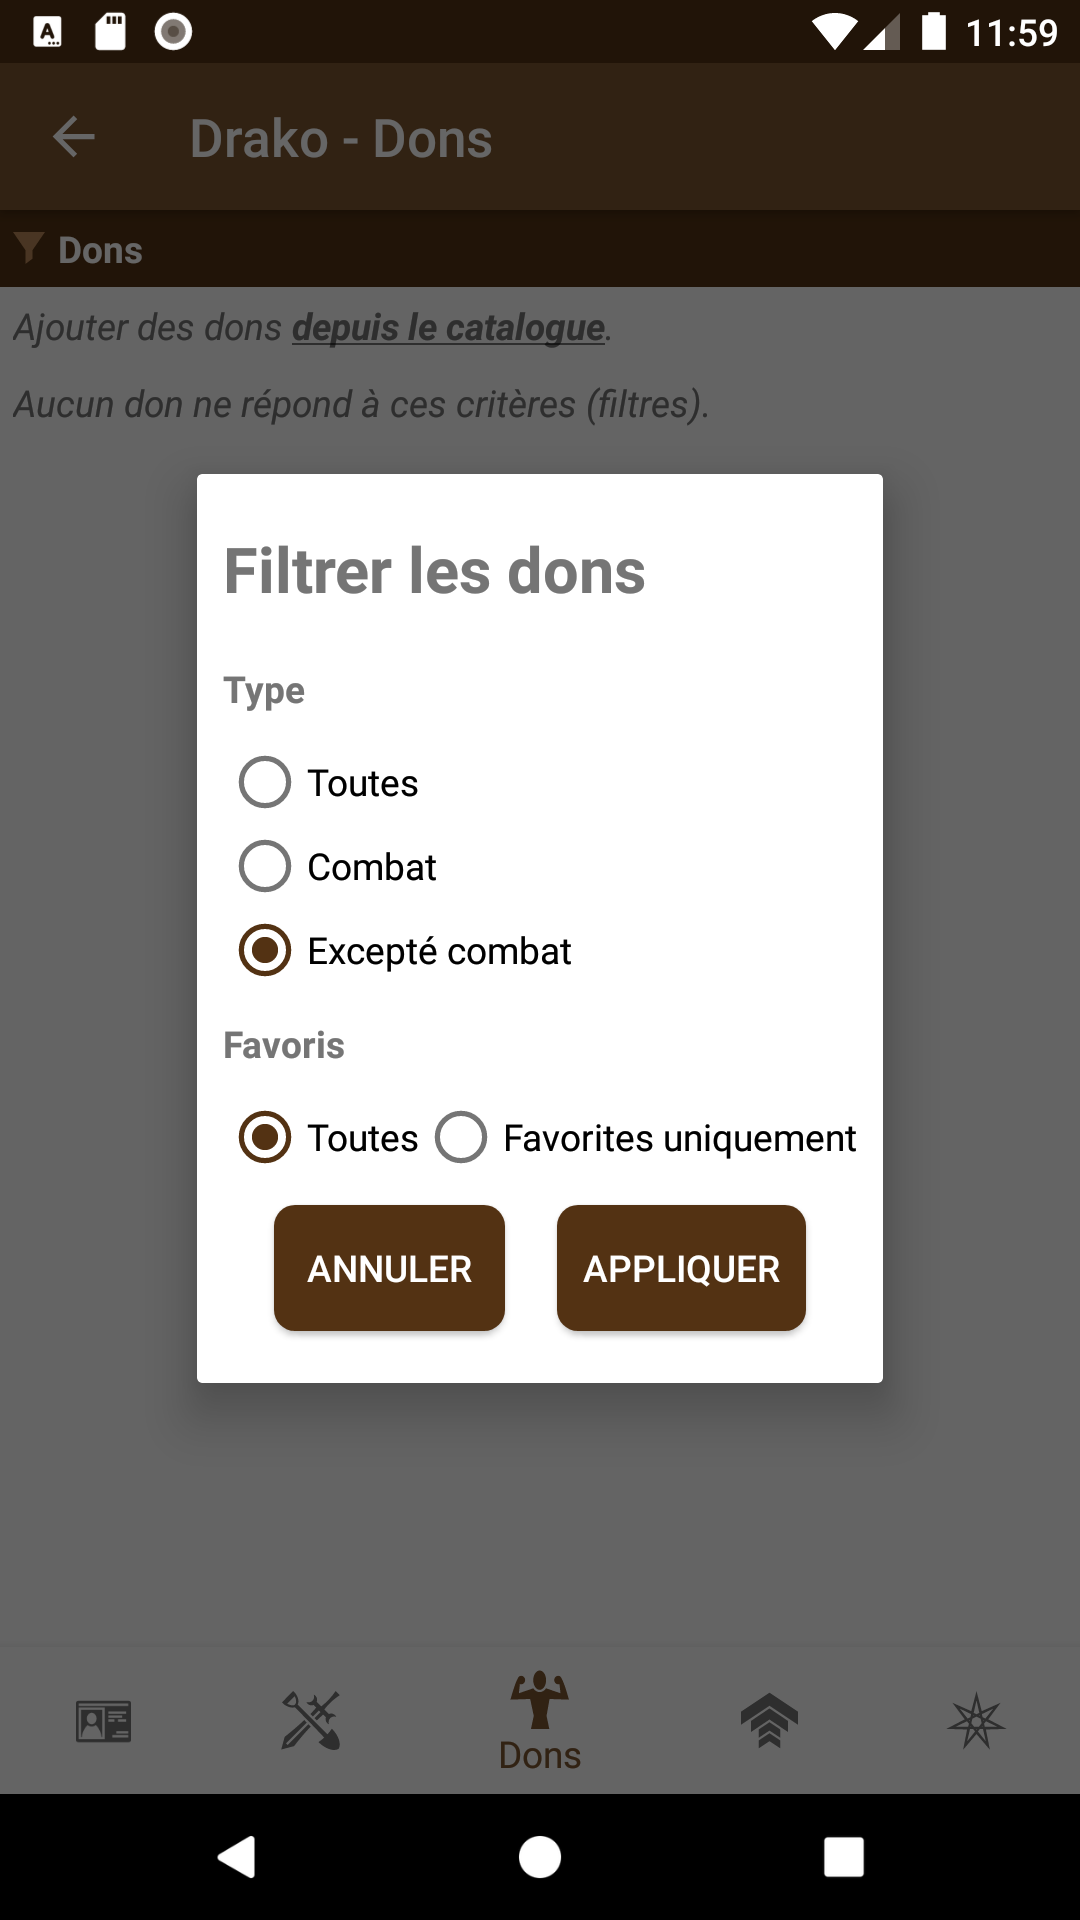 11:59
Drako - Dons
Dons
Ajouter des dons depuis le catalogue.
Aucun don ne répond à ces critères (filtres).
Filtrer les dons
Type
Toutes
Combat
Excepté combat
Favoris
Toutes Favorites uniquement
ANNULER APPLIQUER
Dons